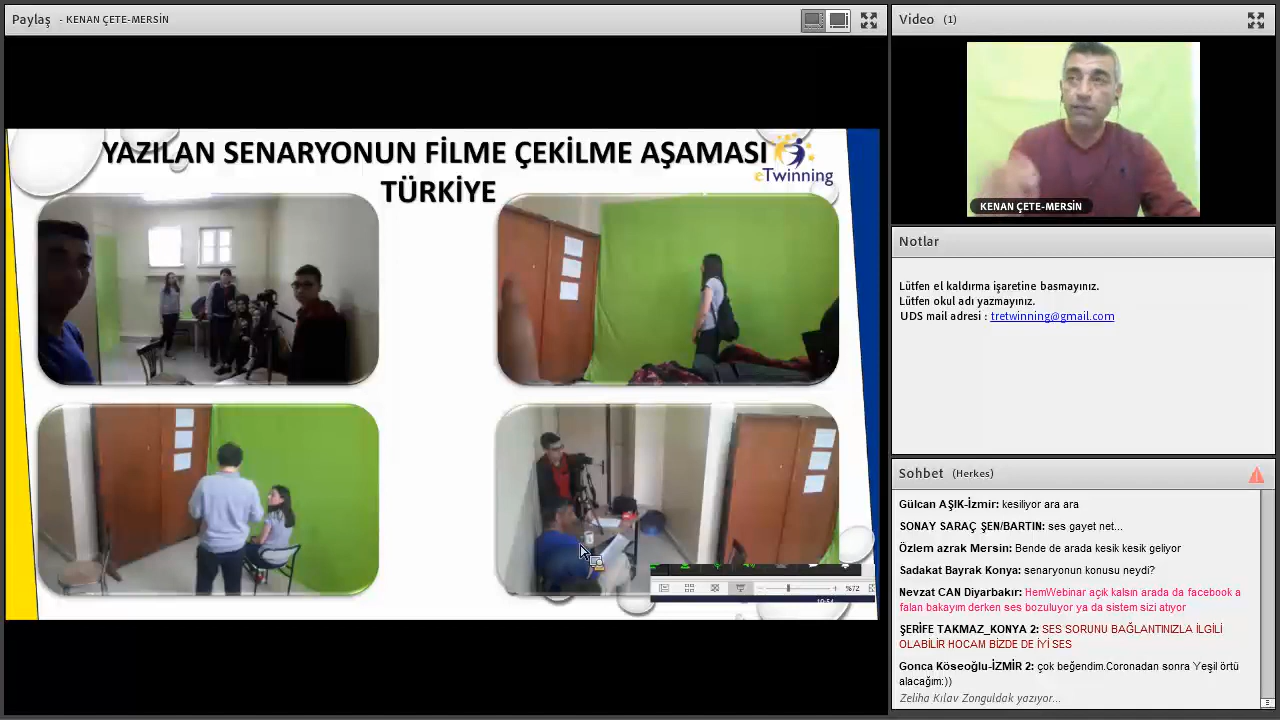 Paylaş - KENAN ÇETE-MERSİN
YAZILAN SENARYONUN FİLME ÇEKİLME AŞAMASI
TÜRKİYE
eTwinning
%72
Video (1)
KENAN ÇETE-MERSİN
Notlar
Lütfen el kaldırma işaretine basmayınız.
Lütfen okul adı yazmayınız.
UDS mail adresi : tretwinning@gmail.com
Sohbet (Herkes)
Gülcan AŞIK-İzmir: kesiliyor ara ara
SONAY SARAÇ ŞEN/BARTIN: ses gayet net...
Özlem azrak Mersin: Bende de arada kesik kesik geliyor
Sadakat Bayrak Konya: senaryonun konusu neydi?
Nevzat CAN Diyarbakır: HemWebinar açık kalsın arada da facebook a
falan bakayım derken ses bozuluyor ya da sistem sizi atıyor
ŞERİFE TAKMAZ_KONYA 2: SES SORUNU BAĞLANTINIZLA İLGİLİ
OLABİLİR HOCAM BİZDE DE İYİ SES
Gonca Köseoğlu-İZMİR 2: çok beğendim.Coronadan sonra Yeşil örtü
alacağım:))
Zeliha Kılav Zonguldak yazıyor...